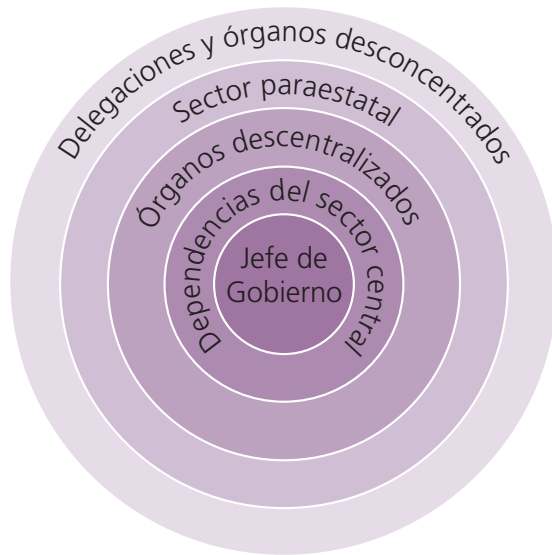 Delegaciones y órganos desconcentrados
Sector paraestatal
Órganos descentralizados
Dependencias del sector central
Jefe de
Gobierno